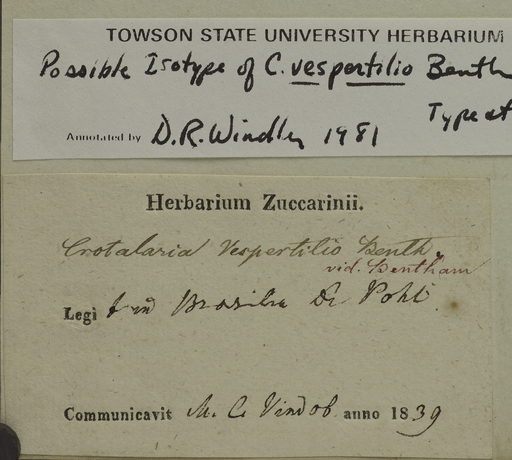 TOWSON STATE UNIVERSITY HERBARIUM
Possible Isotype of C. vespertilio Benth
Type at
Annotated by D.R. Windler 1981
Herbarium Zuccarinii.
Crotalaria Vespertilio Benth.
vid. Bentham
Legi in Brasilia Dr Pohl
Communicavit M. C. Vindob. anno 1839